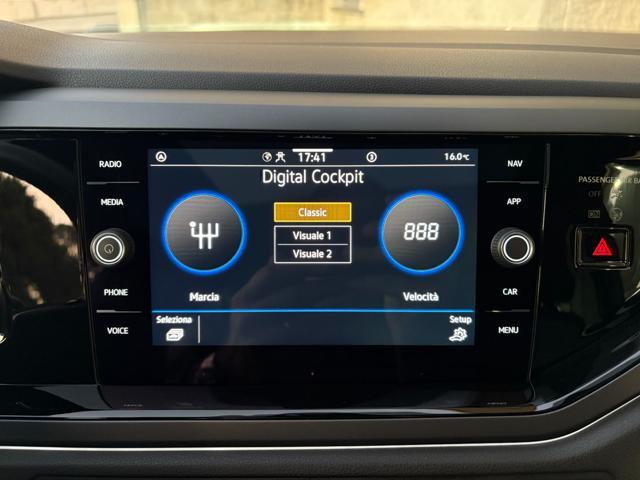 RADIO
MEDIA
PHONE
VOICE
17:41
3
16.0°C
Digital Cockpit
Classic
Visuale 1
Visuale 2
888
Marcia
Velocità
Seleziona
Setup
NAV
APP
CAR
MENU
PASSENGER
OFF